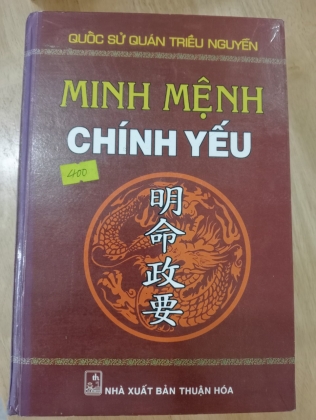 QUỐC SỬ QUÁN TRIỀU NGUYỄN
MINH MỆNH
CHÍNH YẾU
400
明命政要
NHÀ XUẤT BẢN THUẬN HÓA